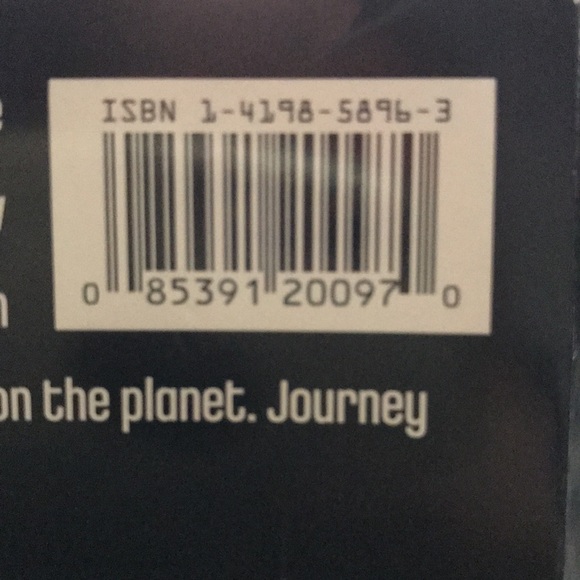 e
ISBN 1-4198-5896-3
y
0 85391 20097 0
n
on the planet. Journey